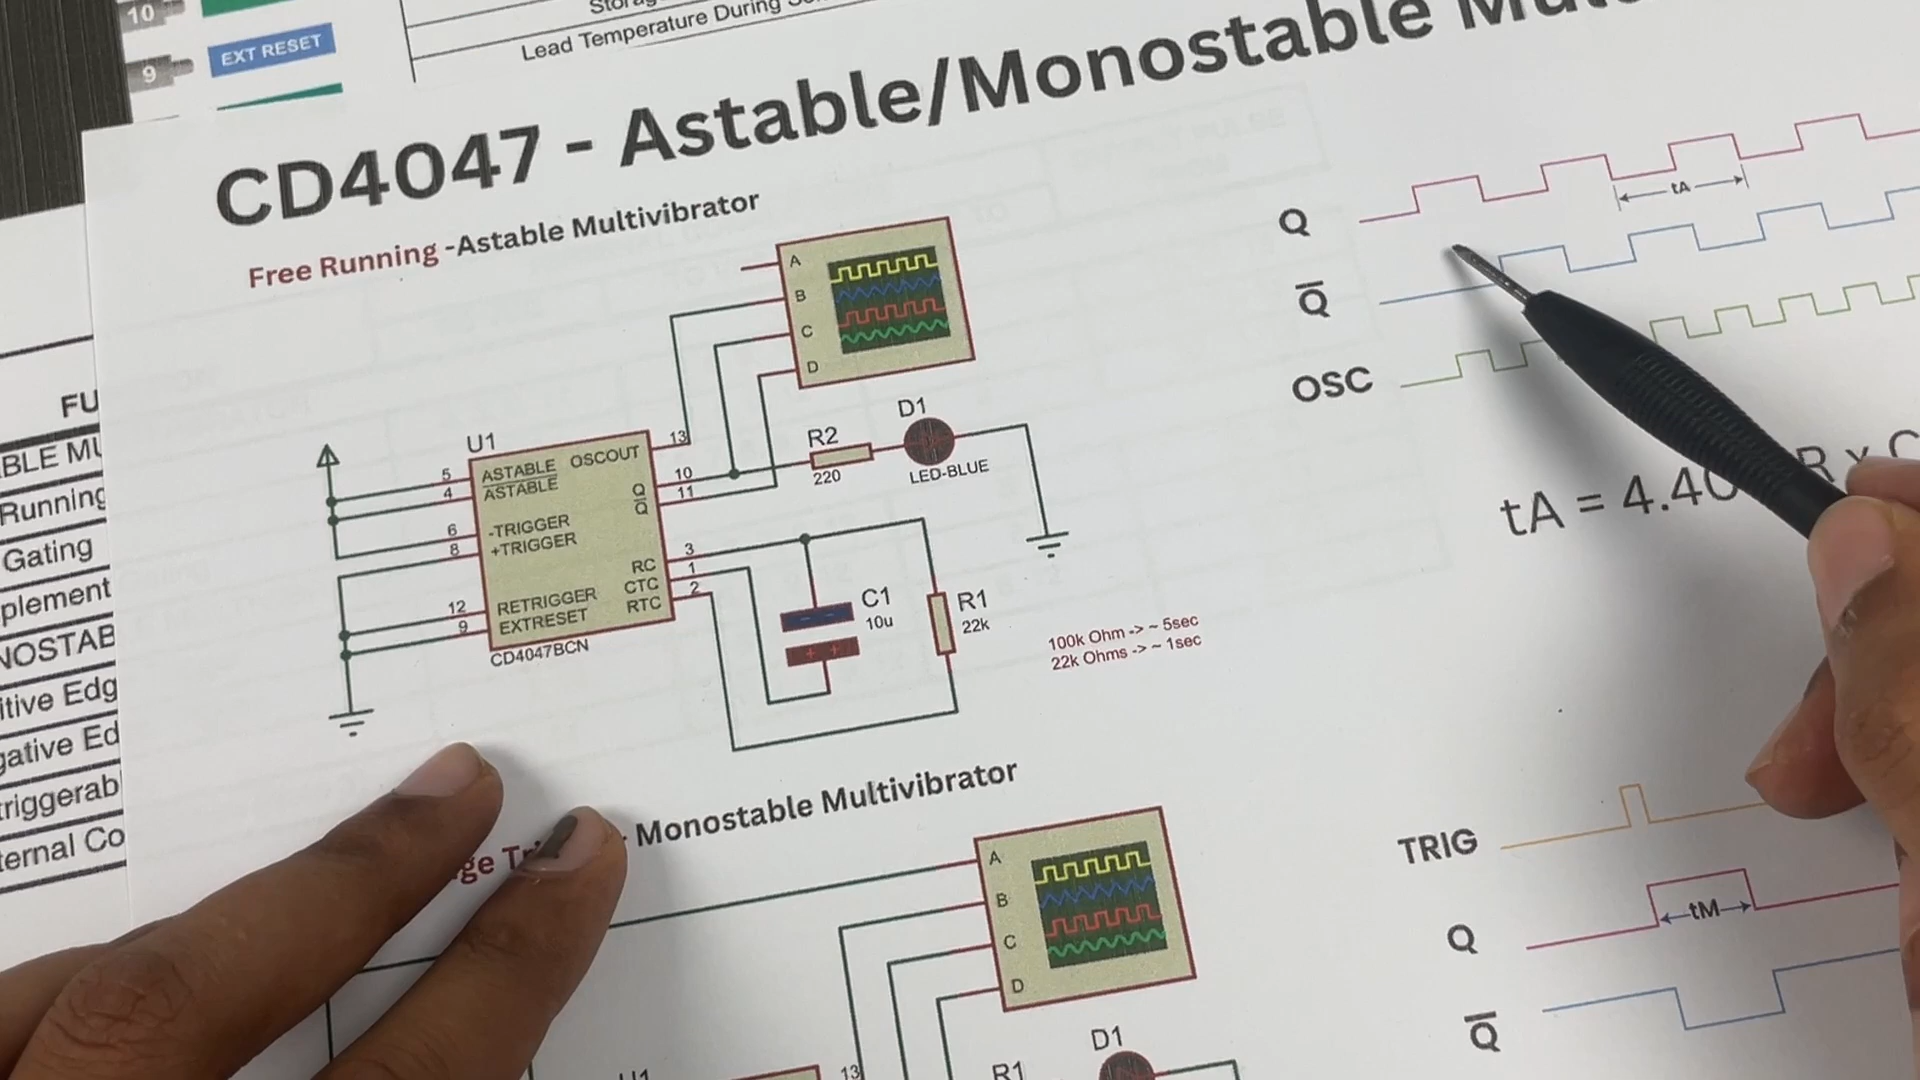 10
9
EXT RESET
Lead Temperature During
CD4047 - Astable/Monostable
Free Running -Astable Multivibrator
A
B
C
D
U1
5
4
6
8
12
9
ASTABLE
ASTABLE
-TRIGGER
+TRIGGER
RETRIGGER
EXTRESET
OSCOUT
Q
Q
RC
CTC
RTC
13
10
11
3
1
2
CD4047BCN
R2
220
D1
LED-BLUE
C1
10u
R1
22k
100k Ohm -> ~ 5sec
22k Ohms -> ~ 1sec
Q
tA
Q̅
OSC
tA = 4.40 R x C
Monostable Multivibrator
A
B
C
D
D1
R1
U1
13
TRIG
Q
tM
Q̅
FU
BLE MU
Running
Gating
plement
NOSTAB
itive Edg
gative Ed
triggerab
ternal Co